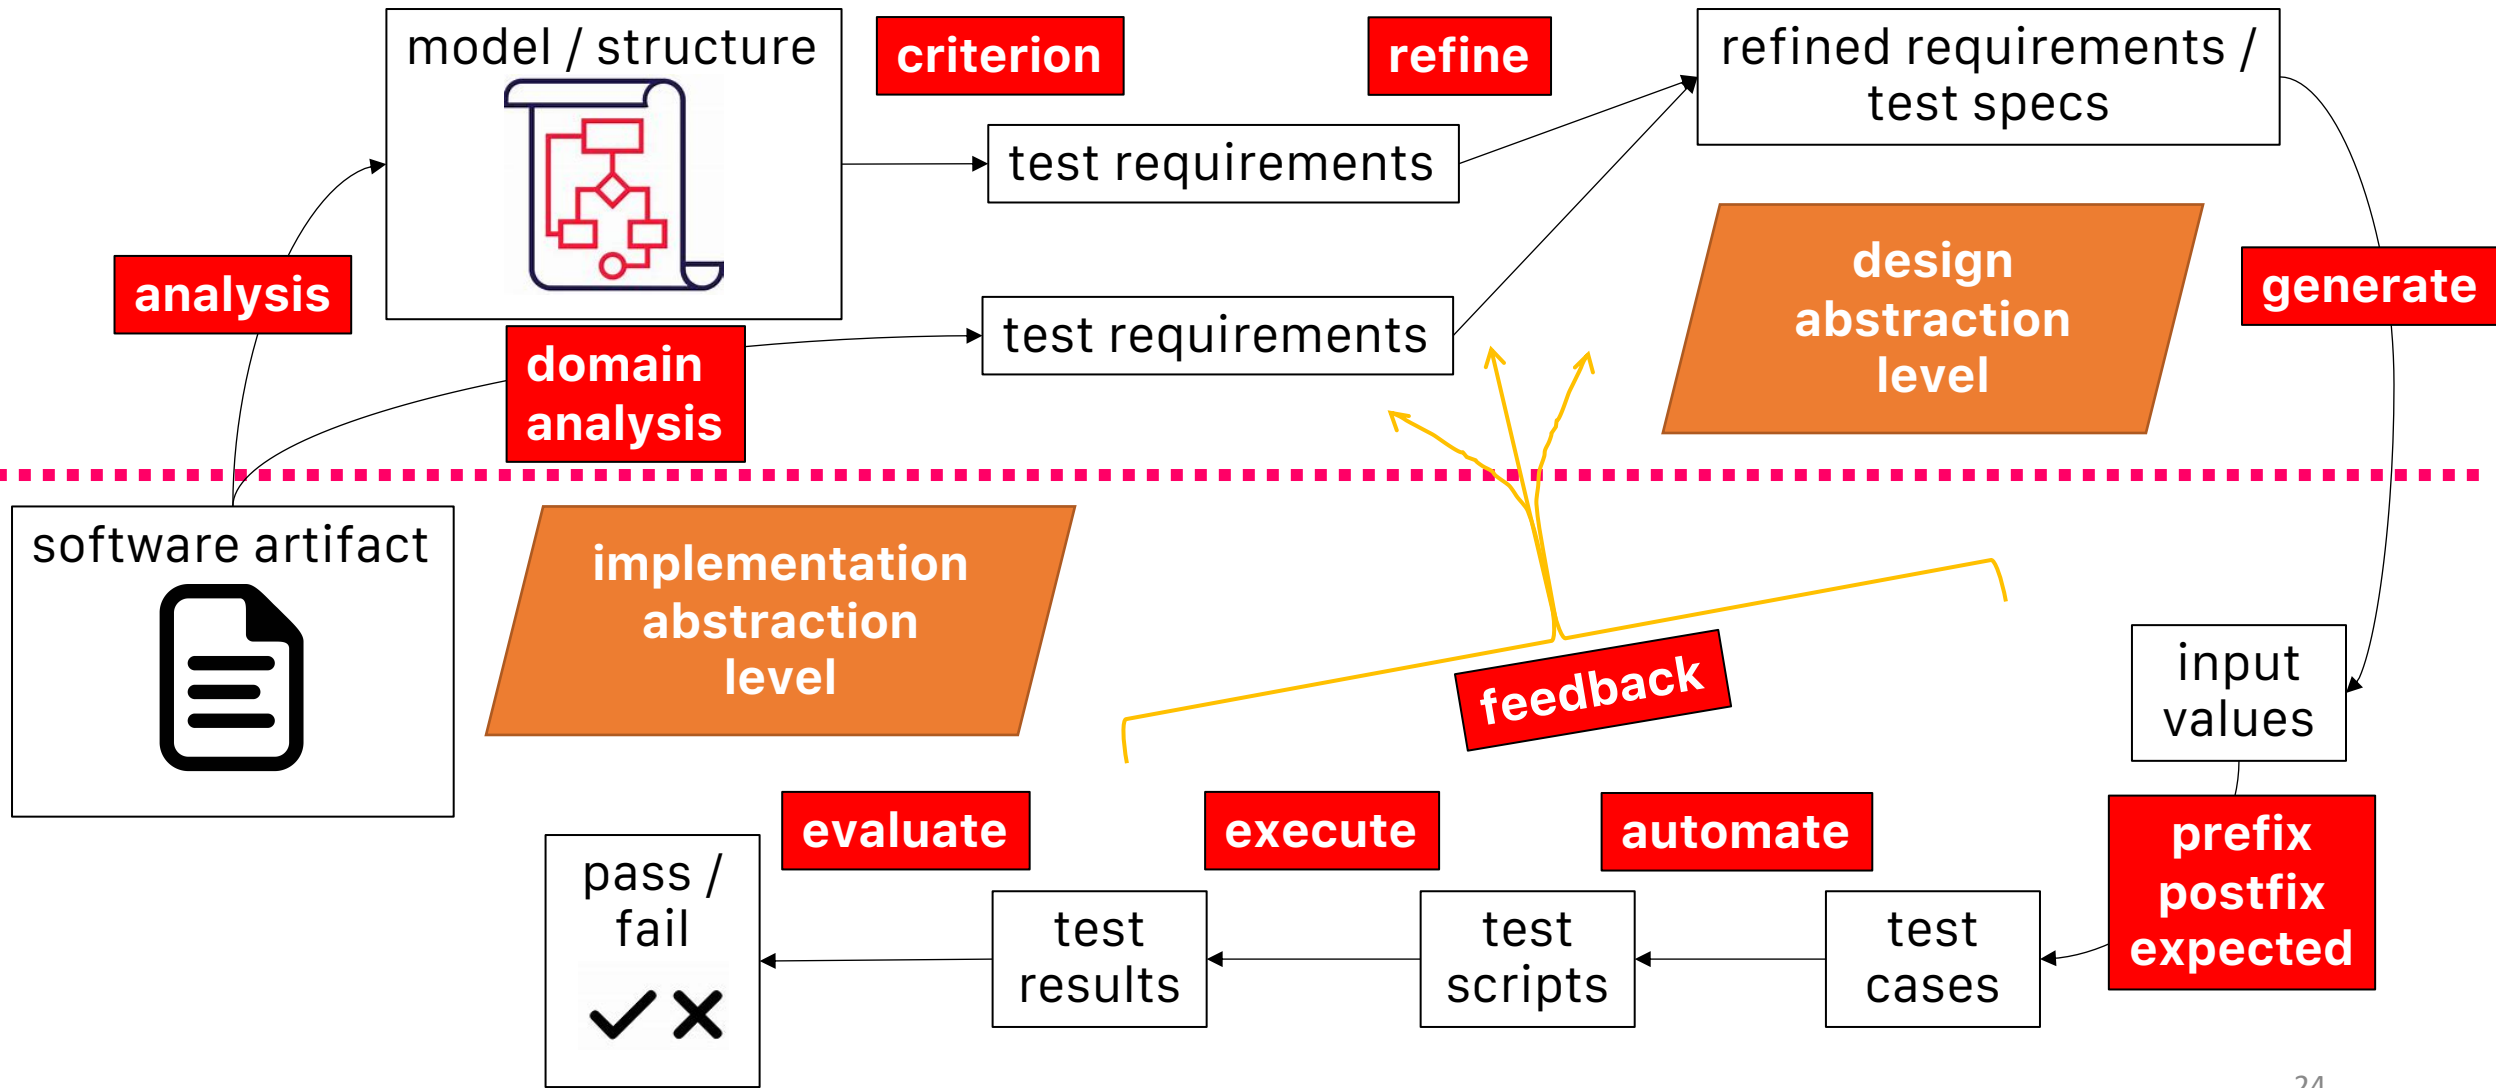 model / structure
criterion
refine
refined requirements /
test specs
test requirements
analysis
domain
analysis
test requirements
design
abstraction
level
generate
software artifact
implementation
abstraction
level
feedback
input
values
evaluate
execute
automate
prefix
postfix
expected
pass /
fail
test
results
test
scripts
test
cases
24